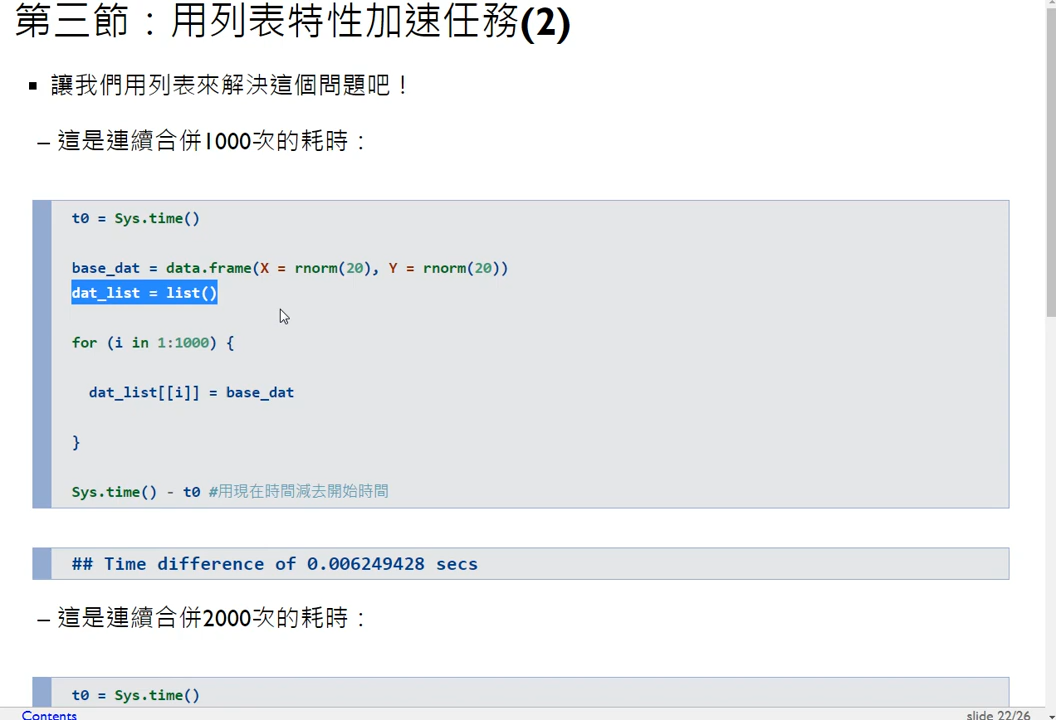 第三節：用列表特性加速任務(2)
▪ 讓我們用列表來解決這個問題吧！
– 這是連續合併1000次的耗時：
t0 = Sys.time()
base_dat = data.frame(X = rnorm(20), Y = rnorm(20))
dat_list = list()
for (i in 1:1000) {
dat_list[[i]] = base_dat
}
Sys.time() - t0 #用現在時間減去開始時間
## Time difference of 0.006249428 secs
– 這是連續合併2000次的耗時：
t0 = Sys.time()
Contents
slide 22/26